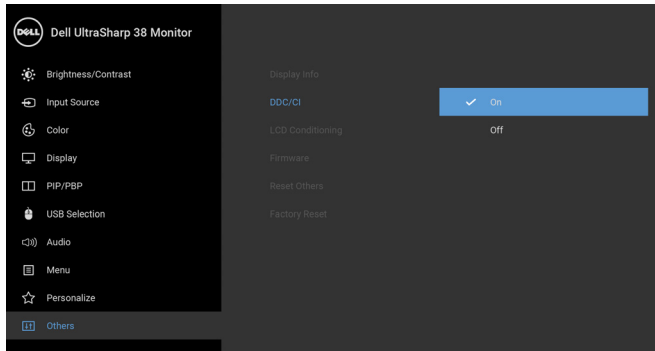 DELL Dell UltraSharp 38 Monitor
Brightness/Contrast
Input Source
Color
Display
PIP/PBP
USB Selection
Audio
Menu
Personalize
Others
Display Info
DDC/CI
LCD Conditioning
Firmware
Reset Others
Factory Reset
On
Off